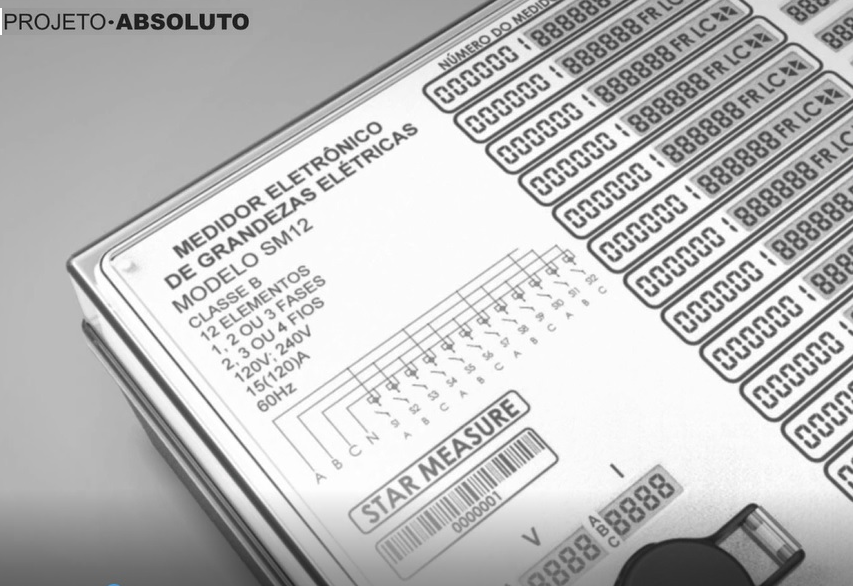 PROJETO·ABSOLUTO
NÚMERO DO
000000 888888
000000 888888 FR LC
000000 888888 FR LC
000000 888888 FR LC
000000 888888 FR LC
000000 888888 FR LC
000000 888888 FR LC
000000 888888
000000 888888
000000
000000
MEDIDOR ELETRÔNICO
DE GRANDEZAS ELÉTRICAS
MODELO SM12
CLASSE B
12 ELEMENTOS
1, 2 OU 3 FASES
2, 3 OU 4 FIOS
120V; 240V
15(120)A
60Hz
A B C N
S1 S2 S3 S4 S5 S6 S7 S8 S9 S10 S11 S12
A B C A B C A B C A B C
STAR MEASURE
0000001
V I
8888 ABC 8888